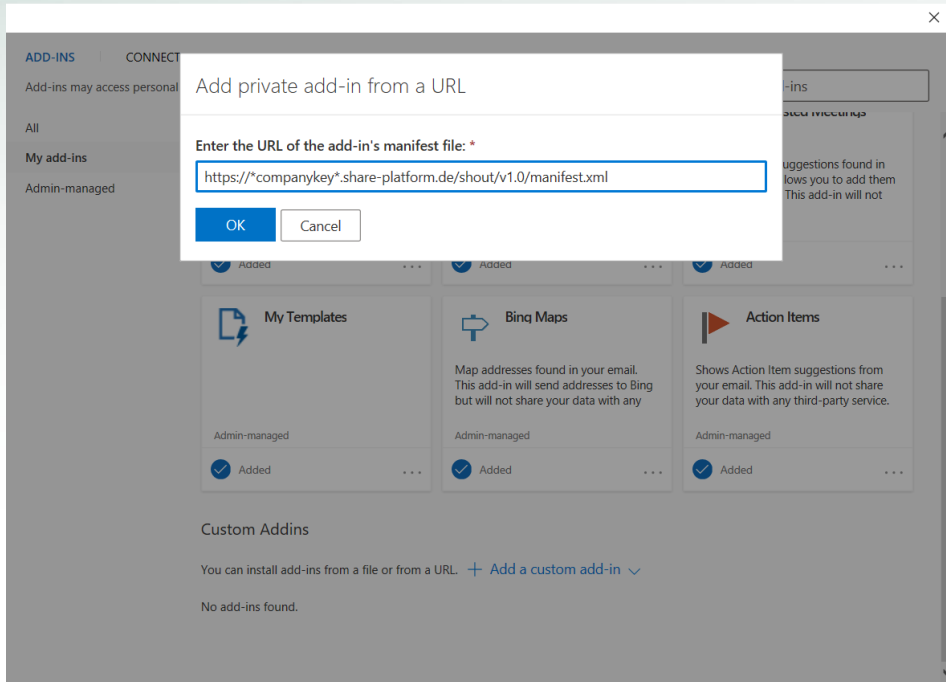 ADD-INS
CONNECT
Add-ins may access personal
-ins
All
My add-ins
Admin-managed
Add private add-in from a URL
Enter the URL of the add-in's manifest file: *
https://*companykey*.share-platform.de/shout/v1.0/manifest.xml
OK
Cancel
sted Meetings
uggestions found in
lows you to add them
This add-in will not
Added
...
Added
...
Added
...
My Templates
Admin-managed
Added
...
Bing Maps
Map addresses found in your email.
This add-in will send addresses to Bing
but will not share your data with any
Admin-managed
Added
...
Action Items
Shows Action Item suggestions from
your email. This add-in will not share
your data with any third-party service.
Admin-managed
Added
...
Custom Addins
You can install add-ins from a file or from a URL. + Add a custom add-in
No add-ins found.